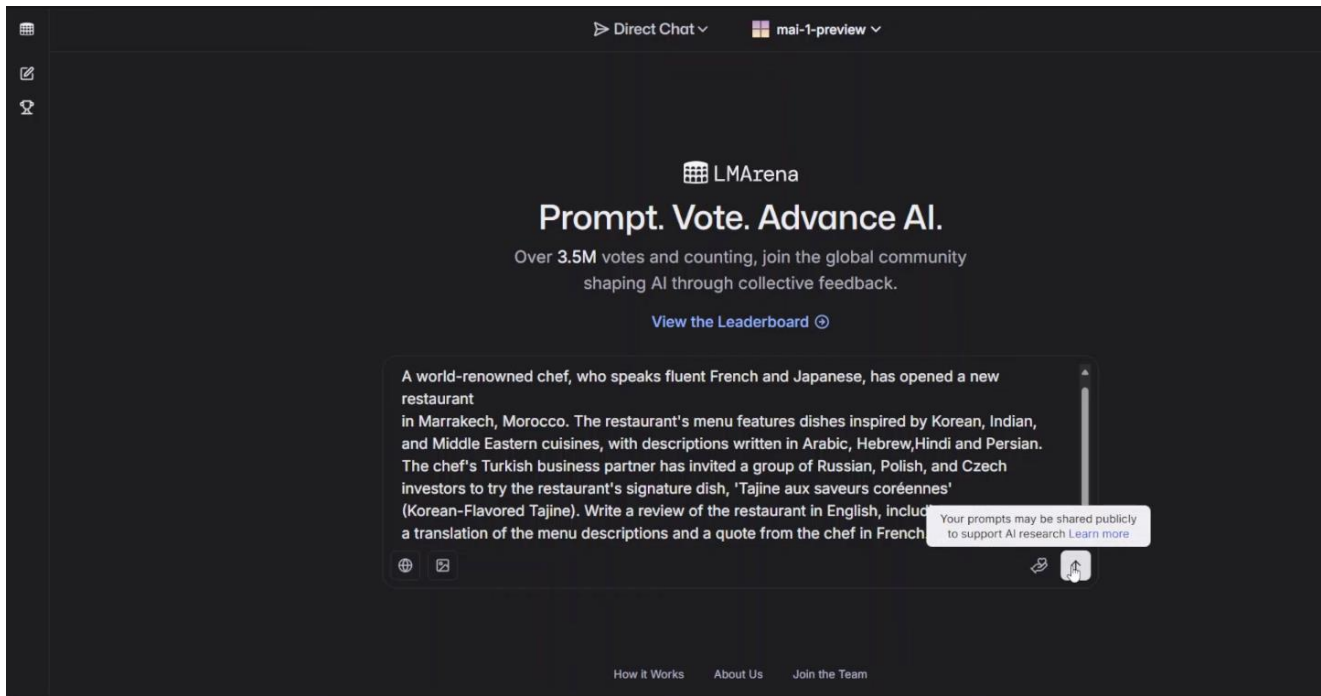 Direct Chat
mai-1-preview
LMArena
Prompt. Vote. Advance AI.
Over 3.5M votes and counting, join the global community
shaping AI through collective feedback.
View the Leaderboard
A world-renowned chef, who speaks fluent French and Japanese, has opened a new
restaurant
in Marrakech, Morocco. The restaurant's menu features dishes inspired by Korean, Indian,
and Middle Eastern cuisines, with descriptions written in Arabic, Hebrew,Hindi and Persian.
The chef's Turkish business partner has invited a group of Russian, Polish, and Czech
investors to try the restaurant's signature dish, 'Tajine aux saveurs coréennes'
(Korean-Flavored Tajine). Write a review of the restaurant in English,
a translation of the menu descriptions and a quote from the chef in French
Your prompts may be shared publicly
to support AI research Learn more
How it Works
About Us
Join the Team